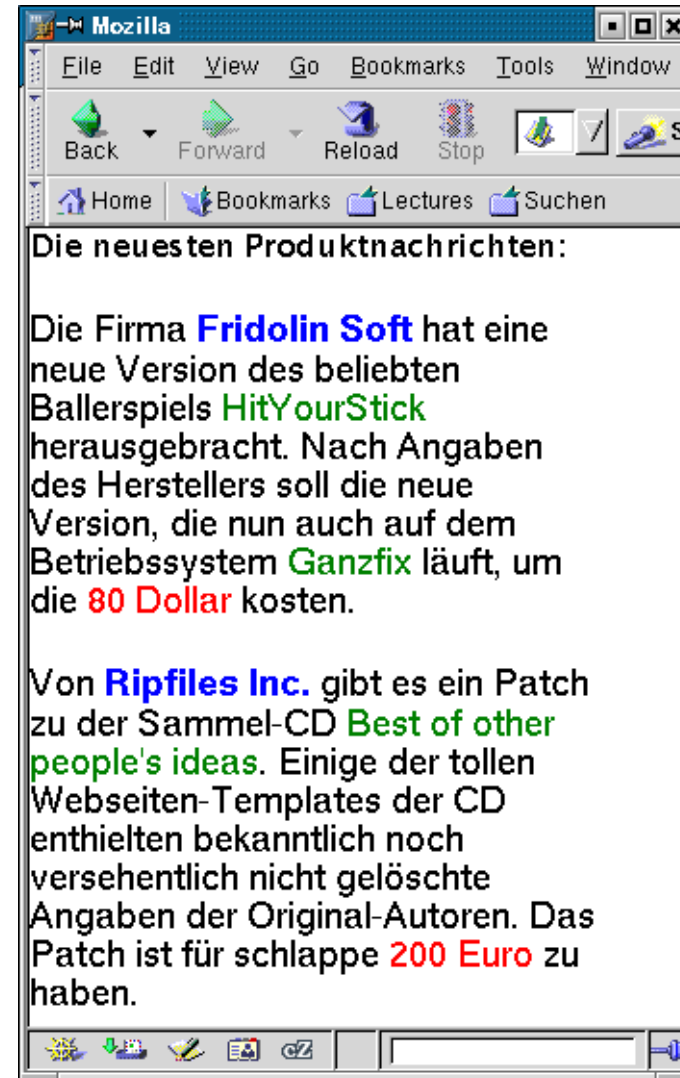 Mozilla
File Edit View Go Bookmarks Tools Window
Back Forward Reload Stop S
Home Bookmarks Lectures Suchen
Die neuesten Produktnachrichten:
Die Firma Fridolin Soft hat eine
neue Version des beliebten
Ballerspiels HitYourStick
herausgebracht. Nach Angaben
des Herstellers soll die neue
Version, die nun auch auf dem
Betriebssystem Ganzfix läuft, um
die 80 Dollar kosten.
Von Ripfiles Inc. gibt es ein Patch
zu der Sammel-CD Best of other
people's ideas. Einige der tollen
Webseiten-Templates der CD
enthielten bekanntlich noch
versehentlich nicht gelöschte
Angaben der Original-Autoren. Das
Patch ist für schlappe 200 Euro zu
haben.
cZ